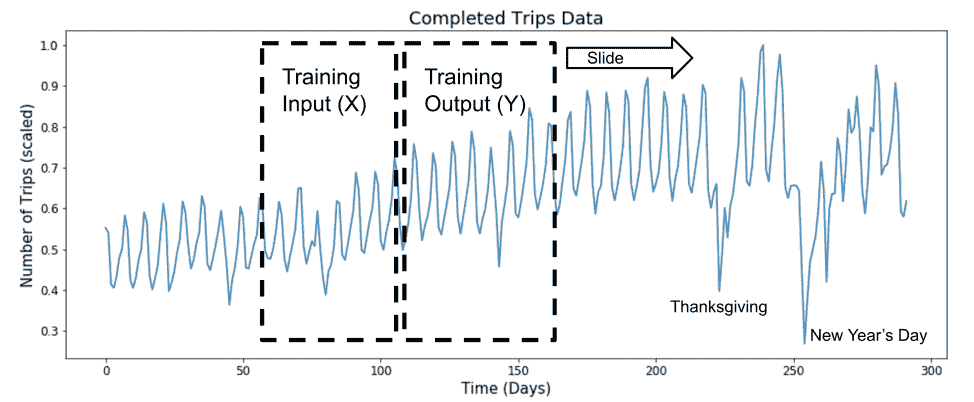 Completed Trips Data
Number of Trips (scaled)
1.0
0.9
0.8
0.7
0.6
0.5
0.4
0.3
Training
Input (X)
Training
Output (Y)
Slide
Thanksgiving
New Year’s Day
0 50 100 150 200 250 300
Time (Days)